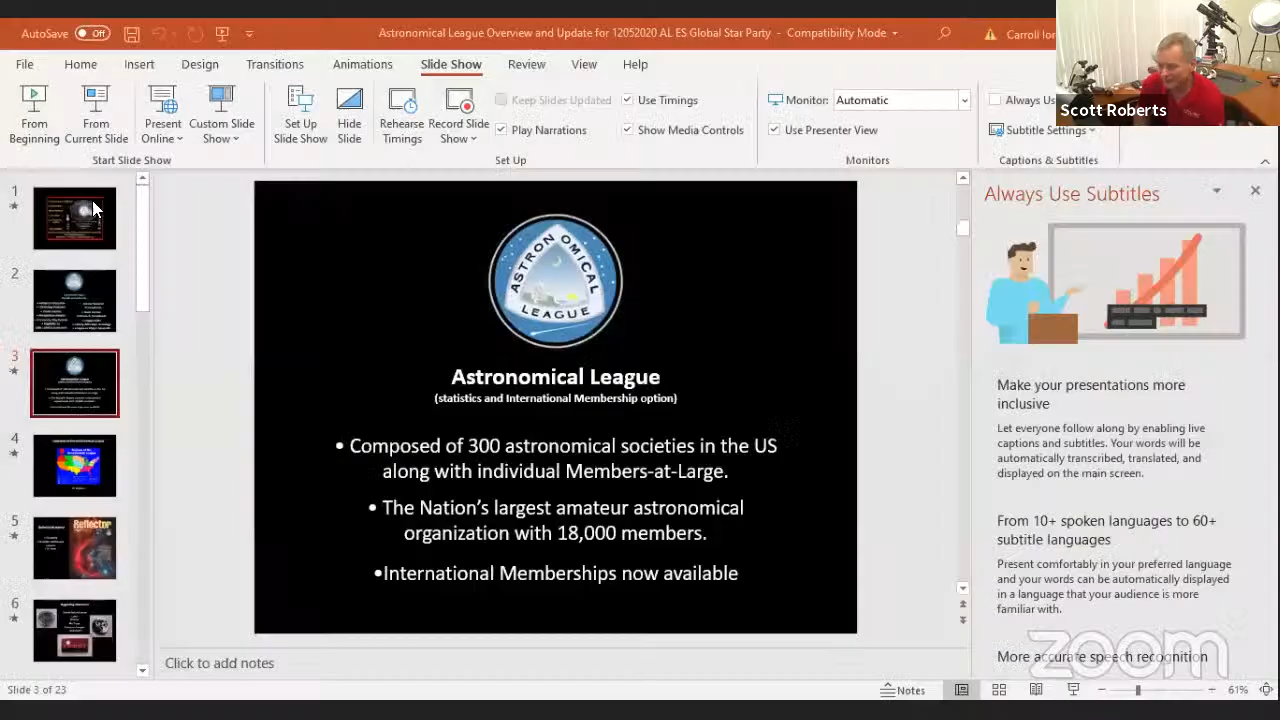 AutoSave Off
Astronomical League Overview and Update for 12052020 AL ES Global Star Party - Compatibility Mode
Carroll Ior
File Home Insert Design Transitions Animations Slide Show Review View Help
From Beginning
From Current Slide
Present Online
Custom Slide Show
Start Slide Show
Set Up Slide Show
Hide Slide
Rehearse Timings
Record Slide Show
Keep Slides Updated
Play Narrations
Use Timings
Show Media Controls
Set Up
Monitor: Automatic
Use Presenter View
Monitors
Always Us
Subtitle Settings
Captions & Subtitles
Scott Roberts
1
2
3
4
5
Reflector
6
ASTRONOMICAL
LEAGUE
Astronomical League
(statistics and International Membership option)
• Composed of 300 astronomical societies in the US
along with individual Members-at-Large.
• The Nation's largest amateur astronomical
organization with 18,000 members.
•International Memberships now available
Click to add notes
Always Use Subtitles
Make your presentations more
inclusive
Let everyone follow along by enabling live
captions and subtitles. Your words will be
automatically transcribed, translated, and
displayed on the main screen.
From 10+ spoken languages to 60+
subtitle languages
Present comfortably in your preferred language
and your words can be automatically displayed
in a language that your audience is more
familiar with.
More accurate speech recognition
zoom
Slide 3 of 23
Notes
61%